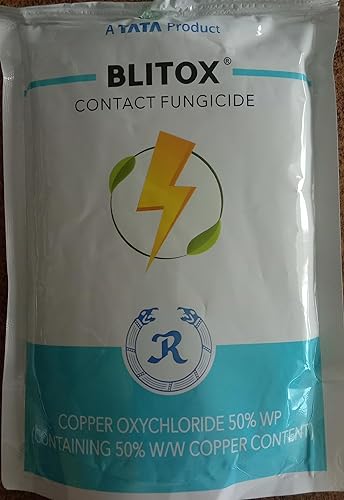 A TATA Product
BLITOX®
CONTACT FUNGICIDE
R
COPPER OXYCHLORIDE 50% WP
(CONTAINING 50% W/W COPPER CONTENT)